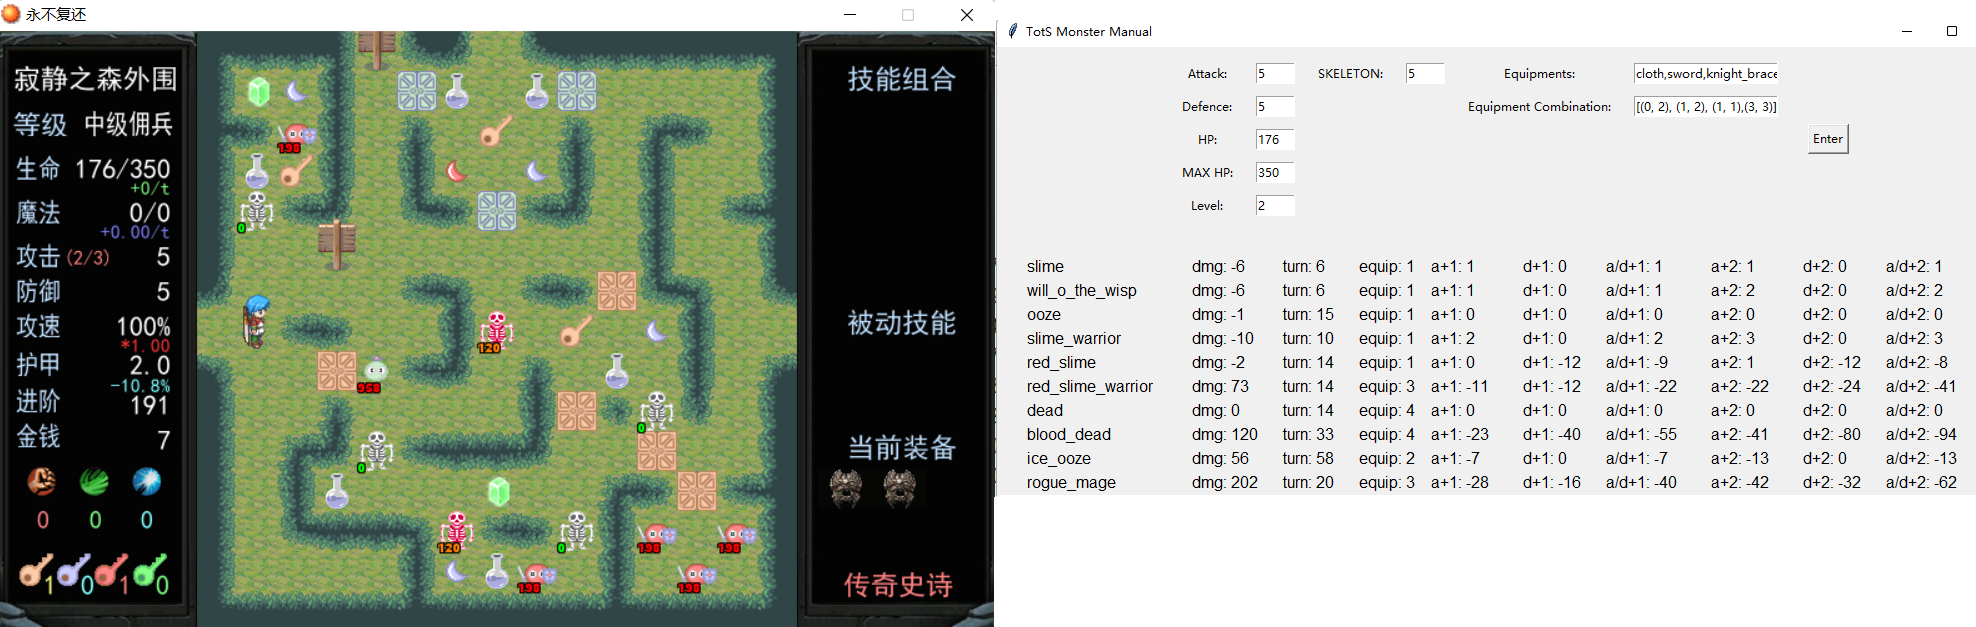 永不复还
寂静之森外围
等级 中级佣兵
生命 176/350
+0/t
魔法 0/0
+0.00/t
攻击 (2/3) 5
防御 5
攻速 100%
*1.00
护甲 2.0
-10.8%
进阶 191
金钱 7
0 0 0
1 0 1 0
198
0
120
950
0
0
120
0
198
198
198
198
技能组合
被动技能
当前装备
传奇史诗
TotS Monster Manual
Attack: 5 SKELETON: 5 Equipments: cloth,sword,knight_brace
Defence: 5 Equipment Combination: [(0, 2), (1, 2), (1, 1),(3, 3)]
HP: 176 Enter
MAX HP: 350
Level: 2
slime dmg: -6 turn: 6 equip: 1 a+1: 1 d+1: 0 a/d+1: 1 a+2: 1 d+2: 0 a/d+2: 1
will_o_the_wisp dmg: -6 turn: 6 equip: 1 a+1: 1 d+1: 0 a/d+1: 1 a+2: 2 d+2: 0 a/d+2: 2
ooze dmg: -1 turn: 15 equip: 1 a+1: 0 d+1: 0 a/d+1: 0 a+2: 0 d+2: 0 a/d+2: 0
slime_warrior dmg: -10 turn: 10 equip: 1 a+1: 2 d+1: 0 a/d+1: 2 a+2: 3 d+2: 0 a/d+2: 3
red_slime dmg: -2 turn: 14 equip: 1 a+1: 0 d+1: -12 a/d+1: -9 a+2: 1 d+2: -12 a/d+2: -8
red_slime_warrior dmg: 73 turn: 14 equip: 3 a+1: -11 d+1: -12 a/d+1: -22 a+2: -22 d+2: -24 a/d+2: -41
dead dmg: 0 turn: 14 equip: 4 a+1: 0 d+1: 0 a/d+1: 0 a+2: 0 d+2: 0 a/d+2: 0
blood_dead dmg: 120 turn: 33 equip: 4 a+1: -23 d+1: -40 a/d+1: -55 a+2: -41 d+2: -80 a/d+2: -94
ice_ooze dmg: 56 turn: 58 equip: 2 a+1: -7 d+1: 0 a/d+1: -7 a+2: -13 d+2: 0 a/d+2: -13
rogue_mage dmg: 202 turn: 20 equip: 3 a+1: -28 d+1: -16 a/d+1: -40 a+2: -42 d+2: -32 a/d+2: -62